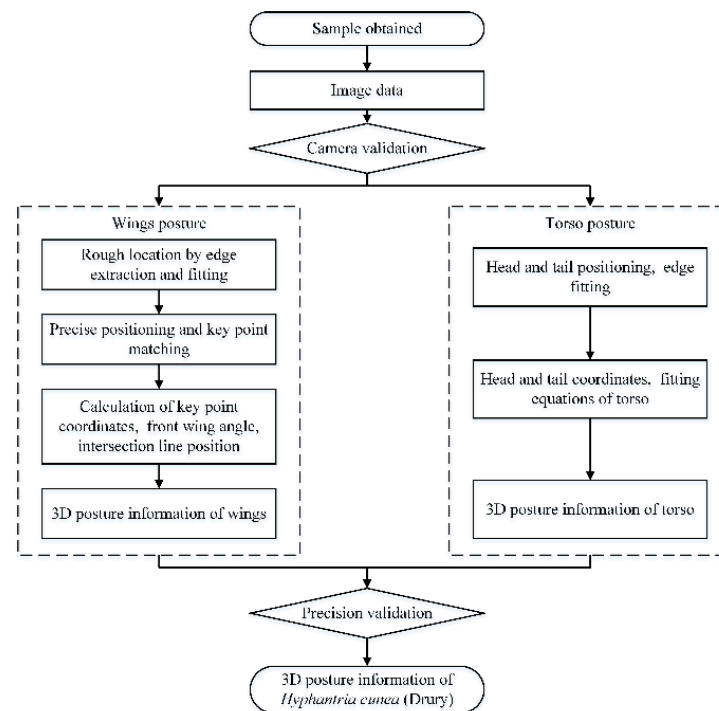 Sample obtained
Image data
Camera validation
Wings posture
Rough location by edge
extraction and fitting
Precise positioning and key point
matching
Calculation of key point
coordinates, front wing angle,
intersection line position
3D posture information of wings
Torso posture
Head and tail positioning, edge
fitting
Head and tail coordinates, fitting
equations of torso
3D posture information of torso
Precision validation
3D posture information of
Hyphantria cunea (Drury)